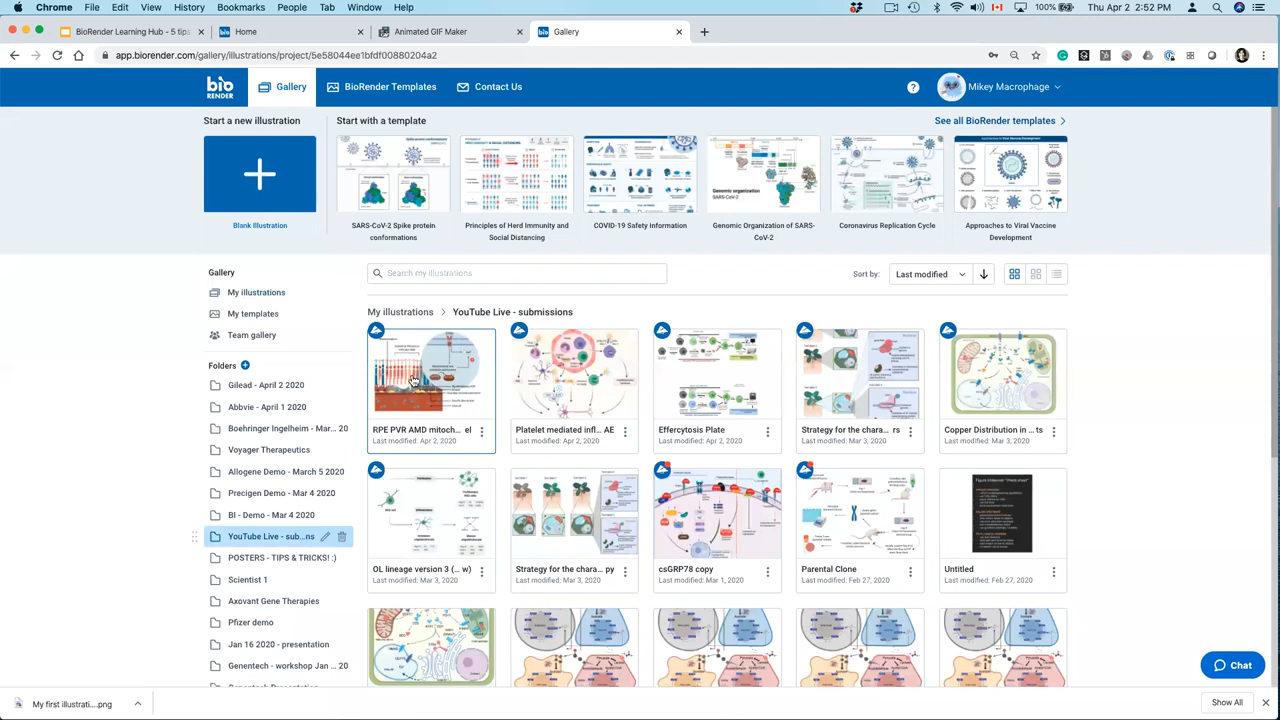 Chrome File Edit View History Bookmarks People Tab Window Help 100% Thu Apr 2 2:52 PM
BioRender Learning Hub - 5 tips Home Animated GIF Maker Gallery
app.biorender.com/gallery/illustrations/project/5e58044ee1bfdf00880204a2
bio RENDER Gallery BioRender Templates Contact Us ? Mikey Macrophage
Start a new illustration Start with a template See all BioRender templates
Blank Illustration
SARS-CoV-2 Spike protein conformations
Principles of Herd Immunity and Social Distancing
COVID-19 Safety Information
Genomic Organization of SARS-CoV-2
Coronavirus Replication Cycle
Approaches to Viral Vaccine Development
Gallery
My illustrations
My templates
Team gallery
Folders
Gilead - April 2 2020
Abbvie - April 1 2020
Boehringer Ingelheim - Mar... 20
Voyager Therapeutics
Allogene Demo - March 5 2020
Precigen Demo - Mar 4 2020
BI - Demo - Mar 4 2020
YouTube Live - sub
POSTERS - TIPS & TRICKS! :)
Scientist 1
Axovant Gene Therapies
Pfizer demo
Jan 16 2020 - presentation
Genentech - workshop Jan ... 20
Search my illustrations
Sort by: Last modified
My illustrations > YouTube Live - submissions
RPE PVR AMD mitoch... el
Last modified: Apr 2, 2020
Platelet mediated infl... AE
Last modified: Apr 2, 2020
Effercytosis Plate
Last modified: Apr 2, 2020
Strategy for the chara... rs
Last modified: Mar 3, 2020
Copper Distribution in ... ts
Last modified: Mar 3, 2020
OL lineage version 3 (... w)
Last modified: Mar 3, 2020
Strategy for the chara... py
Last modified: Mar 3, 2020
csGRP78 copy
Last modified: Mar 1, 2020
Parental Clone
Last modified: Feb 27, 2020
Untitled
Last modified: Feb 27, 2020
Chat
My first illustrati....png
Show All